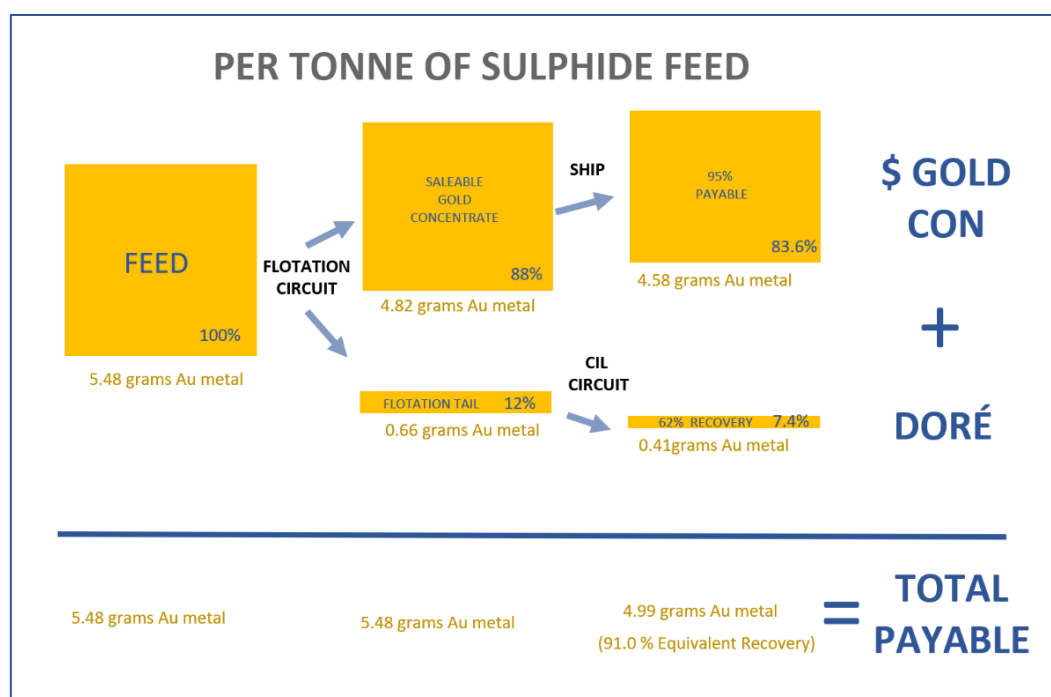 PER TONNE OF SULPHIDE FEED
FEED
100%
5.48 grams Au metal
FLOTATION
CIRCUIT
SALEABLE
GOLD
CONCENTRATE
88%
4.82 grams Au metal
SHIP
95%
PAYABLE
83.6%
4.58 grams Au metal
$ GOLD
CON
+
DORÉ
FLOTATION TAIL 12%
0.66 grams Au metal
CIL
CIRCUIT
62% RECOVERY 7.4%
0.41grams Au metal
5.48 grams Au metal
5.48 grams Au metal
4.99 grams Au metal
(91.0 % Equivalent Recovery)
=
TOTAL
PAYABLE